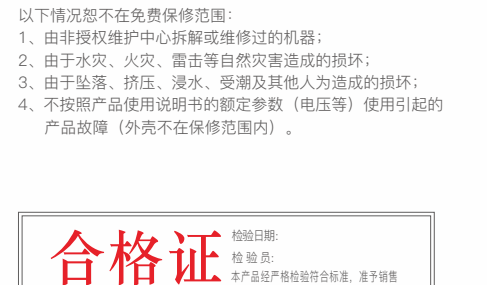 以下情况恕不在免费保修范围：
1、由非授权维护中心拆解或维修过的机器；
2、由于水灾、火灾、雷击等自然灾害造成的损坏；
3、由于坠落、挤压、浸水、受潮及其他人为造成的损坏；
4、不按照产品使用说明书的额定参数（电压等）使用引起的
产品故障（外壳不在保修范围内）。
合格证
检验日期：
检 验 员：
本产品经严格检验符合标准，准予销售